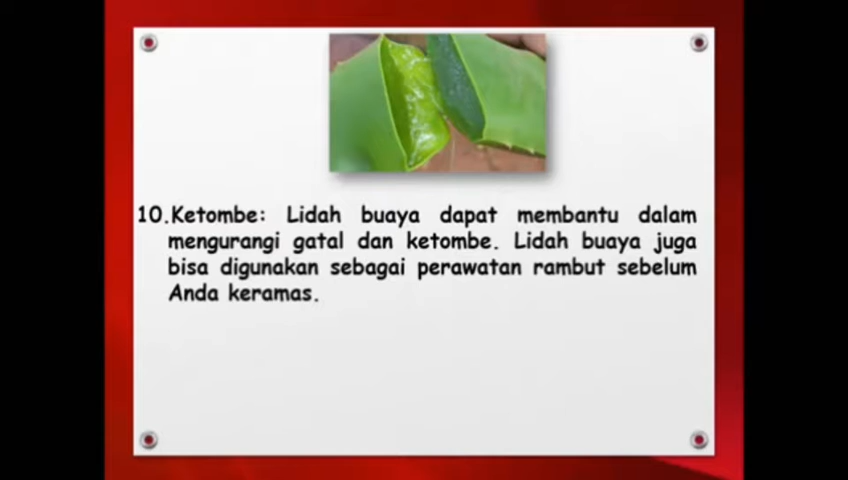 10.Ketombe: Lidah buaya dapat membantu dalam
mengurangi gatal dan ketombe. Lidah buaya juga
bisa digunakan sebagai perawatan rambut sebelum
Anda keramas.